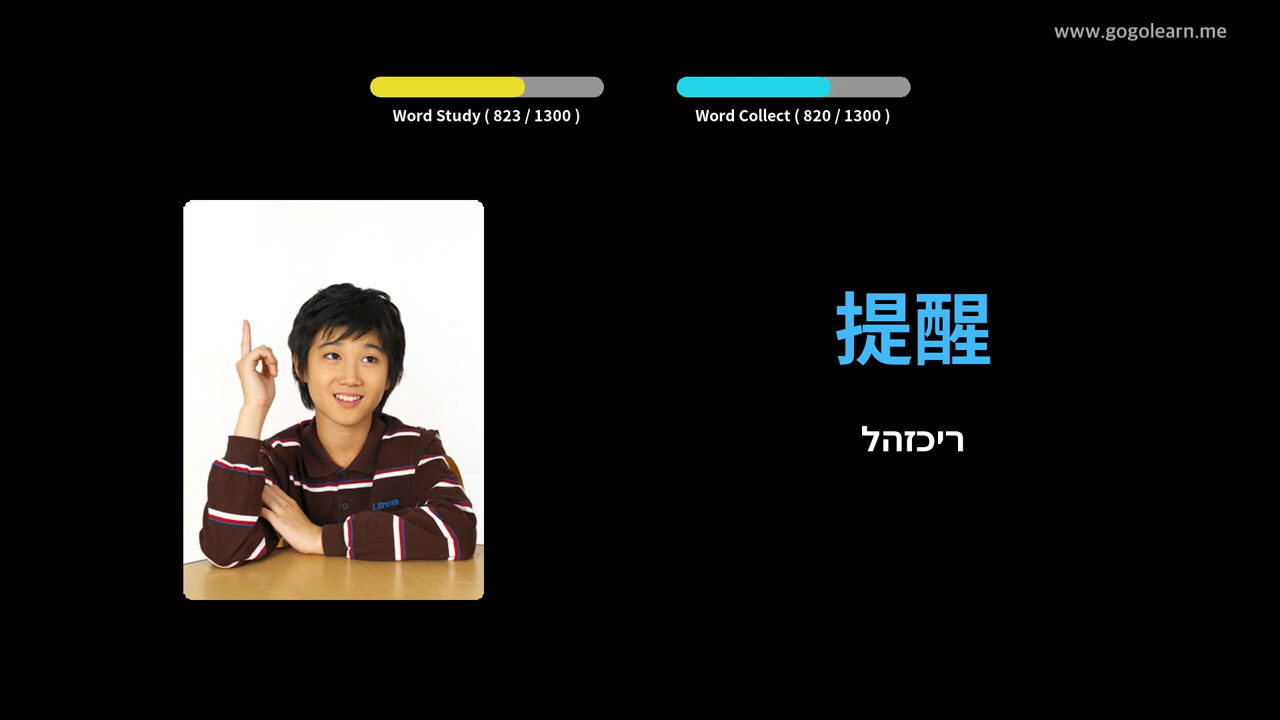 www.gogolearn.me
Word Study ( 823 / 1300 )
Word Collect ( 820 / 1300 )
提醒
ריכזהל